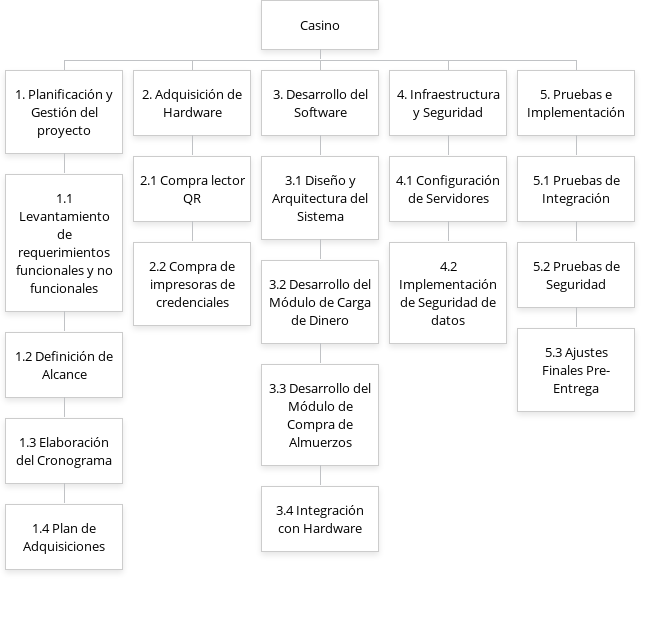 Casino
1. Planificación y
Gestión del
proyecto
1.1
Levantamiento
de
requerimientos
funcionales y no
funcionales
1.2 Definición de
Alcance
1.3 Elaboración
del Cronograma
1.4 Plan de
Adquisiciones
2. Adquisición de
Hardware
2.1 Compra lector
QR
2.2 Compra de
impresoras de
credenciales
3. Desarrollo del
Software
3.1 Diseño y
Arquitectura del
Sistema
3.2 Desarrollo del
Módulo de Carga
de Dinero
3.3 Desarrollo del
Módulo de
Compra de
Almuerzos
3.4 Integración
con Hardware
4. Infraestructura
y Seguridad
4.1 Configuración
de Servidores
4.2
Implementación
de Seguridad de
datos
5. Pruebas e
Implementación
5.1 Pruebas de
Integración
5.2 Pruebas de
Seguridad
5.3 Ajustes
Finales Pre-
Entrega